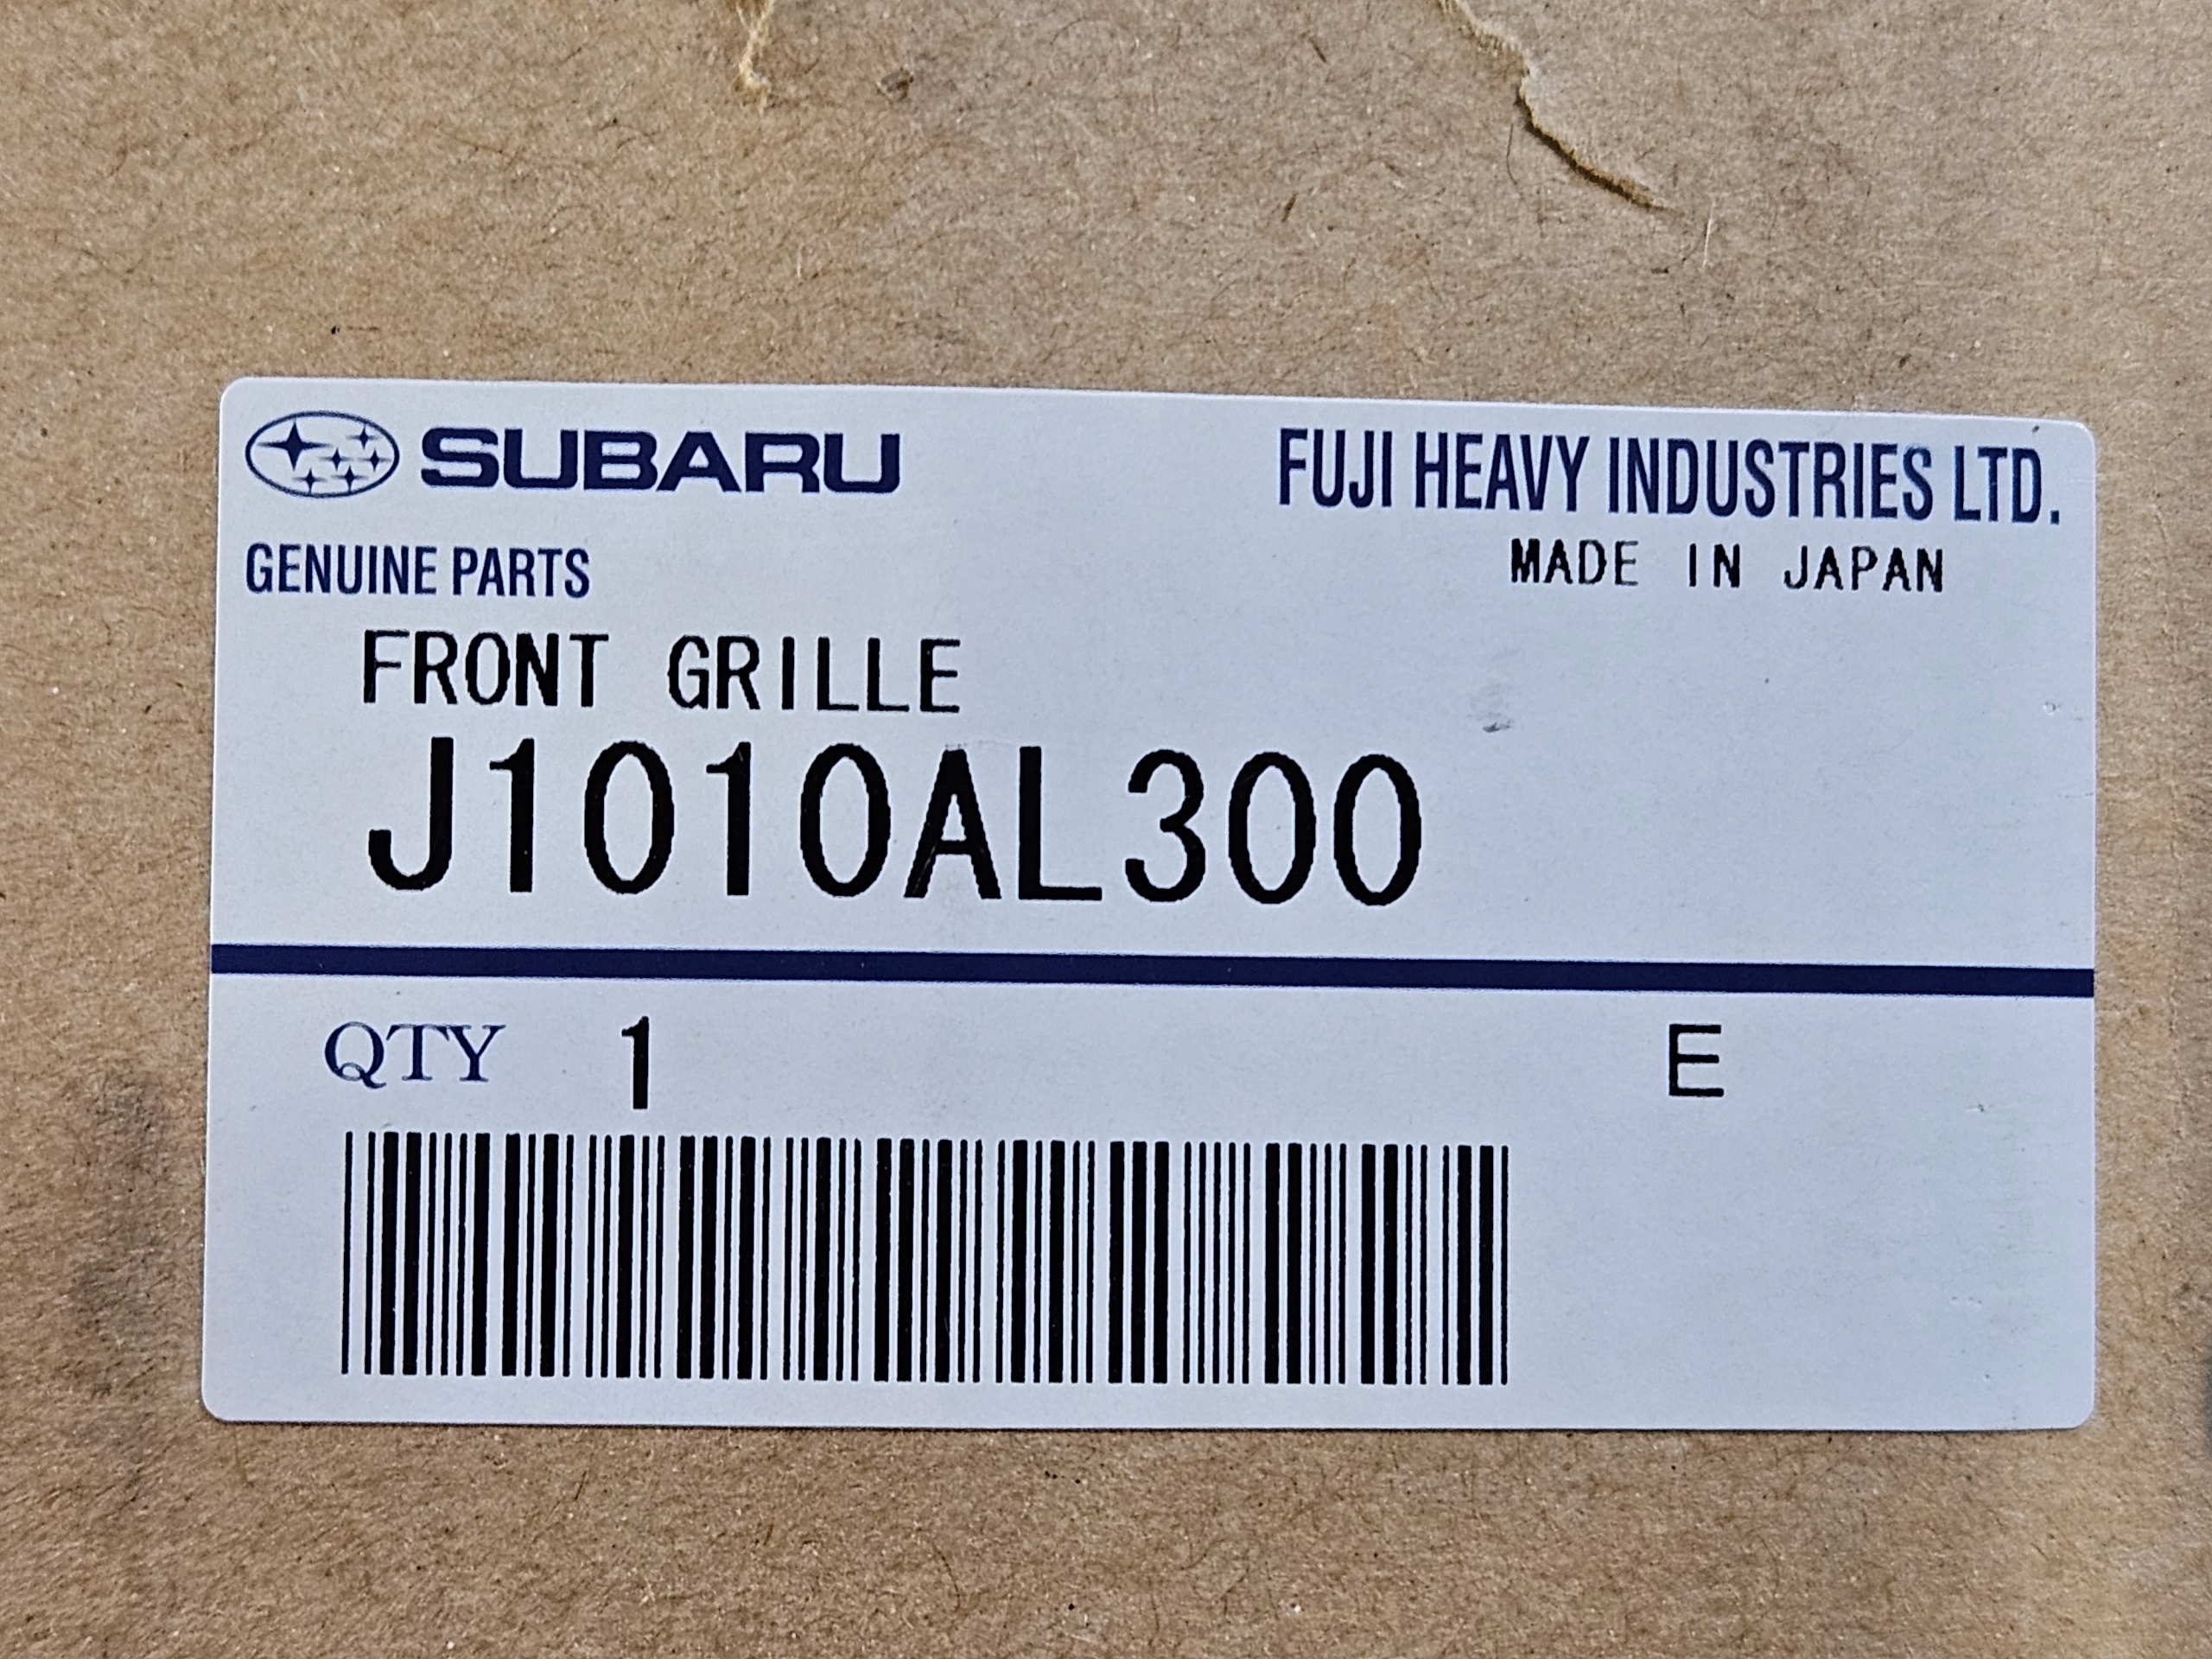 SUBARU
FUJI HEAVY INDUSTRIES LTD.
GENUINE PARTS
MADE IN JAPAN
FRONT GRILLE
J1010AL300
QTY 1
E